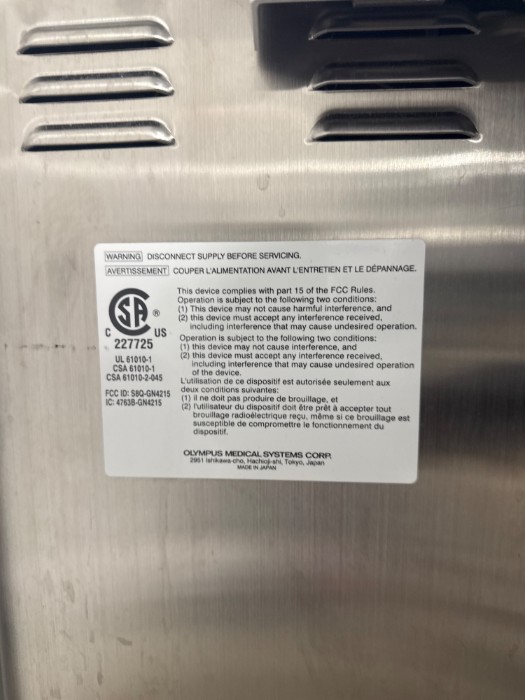 WARNING DISCONNECT SUPPLY BEFORE SERVICING.
AVERTISSEMENT COUPER L'ALIMENTATION AVANT L'ENTRETIEN ET LE DÉPANNAGE.
SA ®
C US
227725
UL 61010-1
CSA 61010-1
CSA 61010-2-045
FCC ID: S8Q-GN4215
IC: 4763B-GN4215
This device complies with part 15 of the FCC Rules.
Operation is subject to the following two conditions:
(1) This device may not cause harmful interference, and
(2) this device must accept any interference received,
including interference that may cause undesired operation.
Operation is subject to the following two conditions:
(1) this device may not cause interference, and
(2) this device must accept any interference received,
including interference that may cause undesired operation
of the device.
L'utilisation de ce dispositif est autorisée seulement aux
deux conditions suivantes:
(1) il ne doit pas produire de brouillage, et
(2) l'utilisateur du dispositif doit être prêt à accepter tout
brouillage radioélectrique reçu, même si ce brouillage est
susceptible de compromettre le fonctionnement du
dispositif.
OLYMPUS MEDICAL SYSTEMS CORP.
2951 Ishikawa-cho, Hachioji-shi, Tokyo, Japan
MADE IN JAPAN